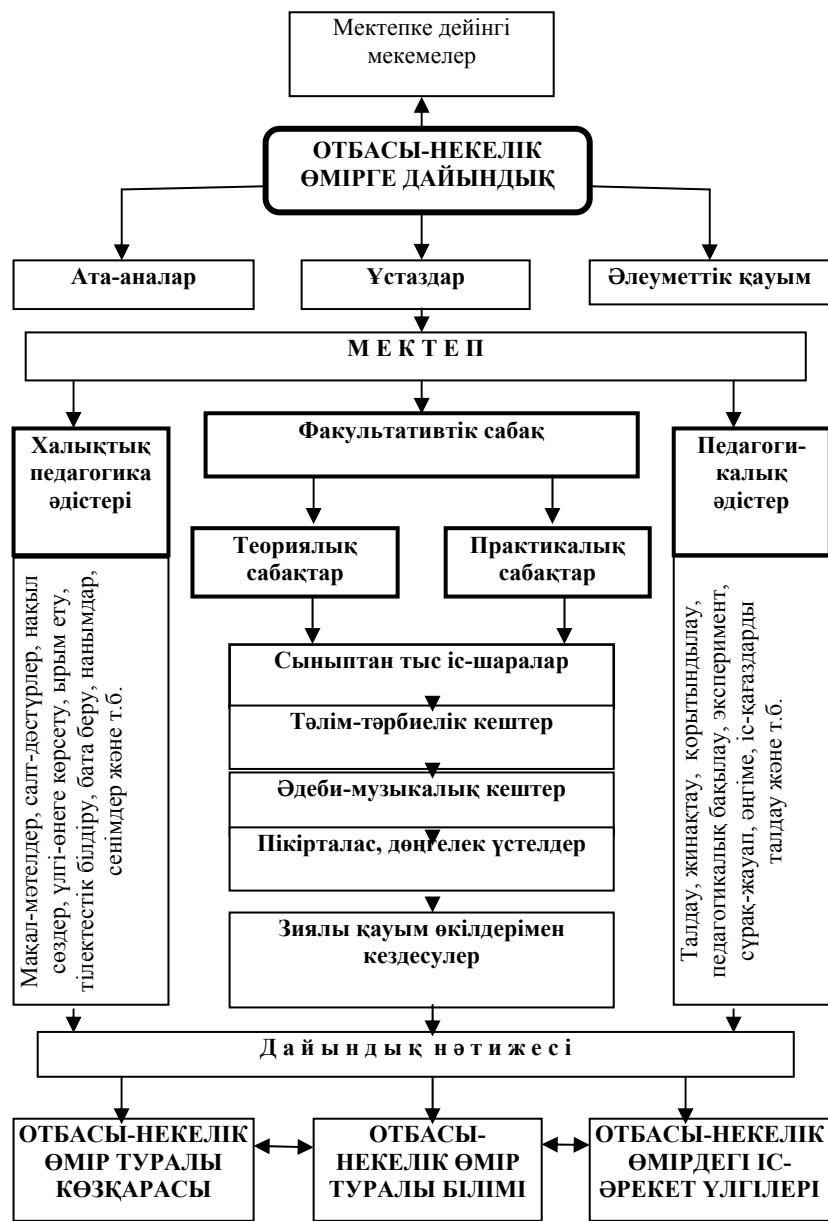 Мектепке дейінгі
мекемелер
ОТБАСЫ-НЕКЕЛІК
ӨМІРГЕ ДАЙЫНДЫҚ
Ата-аналар
Ұстаздар
Әлеуметтік қауым
М Е К Т Е П
Халықтық
педагогика
әдістері
Факультативтік сабақ
Педагоги-
калық
әдістер
Теориялық
сабақтар
Практикалық
сабақтар
Мақал-мәтелдер, салт-дәстүрлер, нақыл
сөздер, үлгі-өнеге көрсету, ырым ету,
тілектестік білдіру, бата беру, нанымдар,
сенімдер және т.б.
Сыныптан тыс іс-шаралар
Тәлім-тәрбиелік кештер
Әдеби-музыкалық кештер
Пікірталас, дөңгелек үстелдер
Зиялы қауым өкілдерімен
кездесулер
Талдау, жинақтау, қорытындылау,
педагогикалық бақылау, эксперимент,
сұрақ-жауап, әңгіме, іс-қағаздарды
талдау және т.б.
Д а й ы н д ы қ н ә т и ж е с і
ОТБАСЫ-НЕКЕЛІК
ӨМІР ТУРАЛЫ
КӨЗҚАРАСЫ
ОТБАСЫ-
НЕКЕЛІК ӨМІР
ТУРАЛЫ БІЛІМІ
ОТБАСЫ-НЕКЕЛІК
ӨМІРДЕГІ ІС-
ӘРЕКЕТ ҮЛГІЛЕРІ